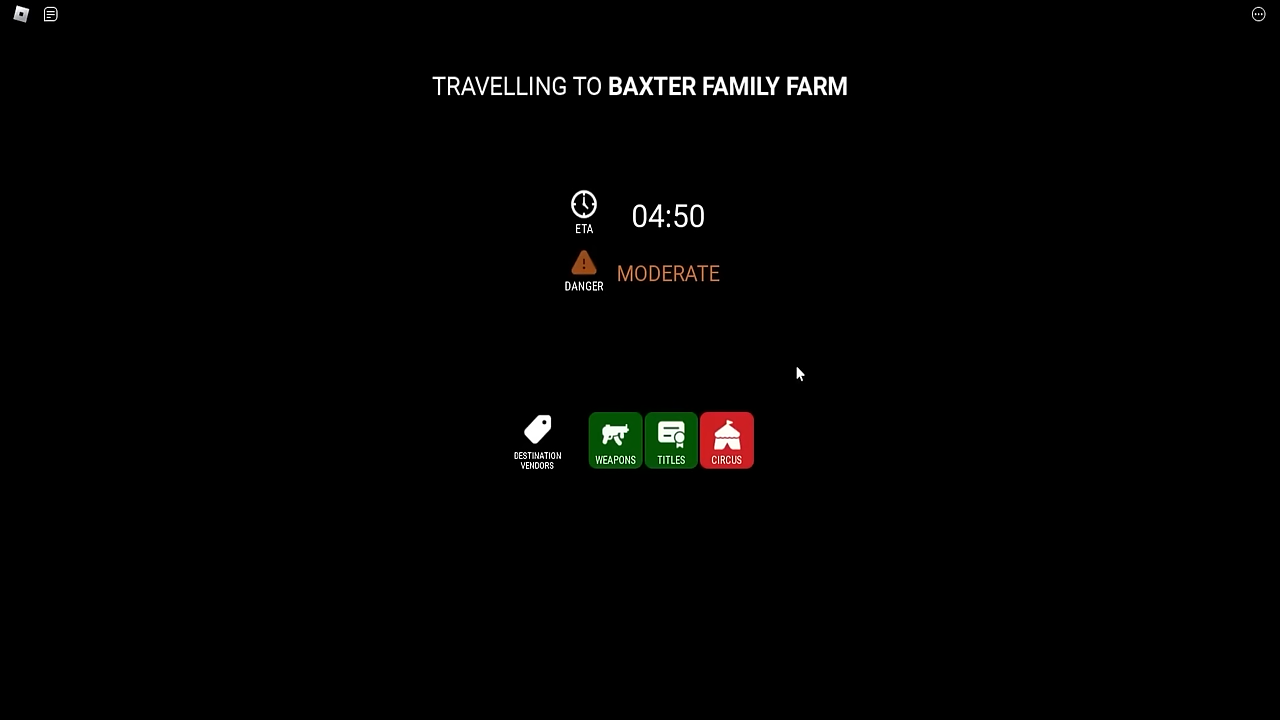 TRAVELLING TO BAXTER FAMILY FARM
04:50
ETA
MODERATE
DANGER
DESTINATION
VENDORS
WEAPONS
TITLES
CIRCUS